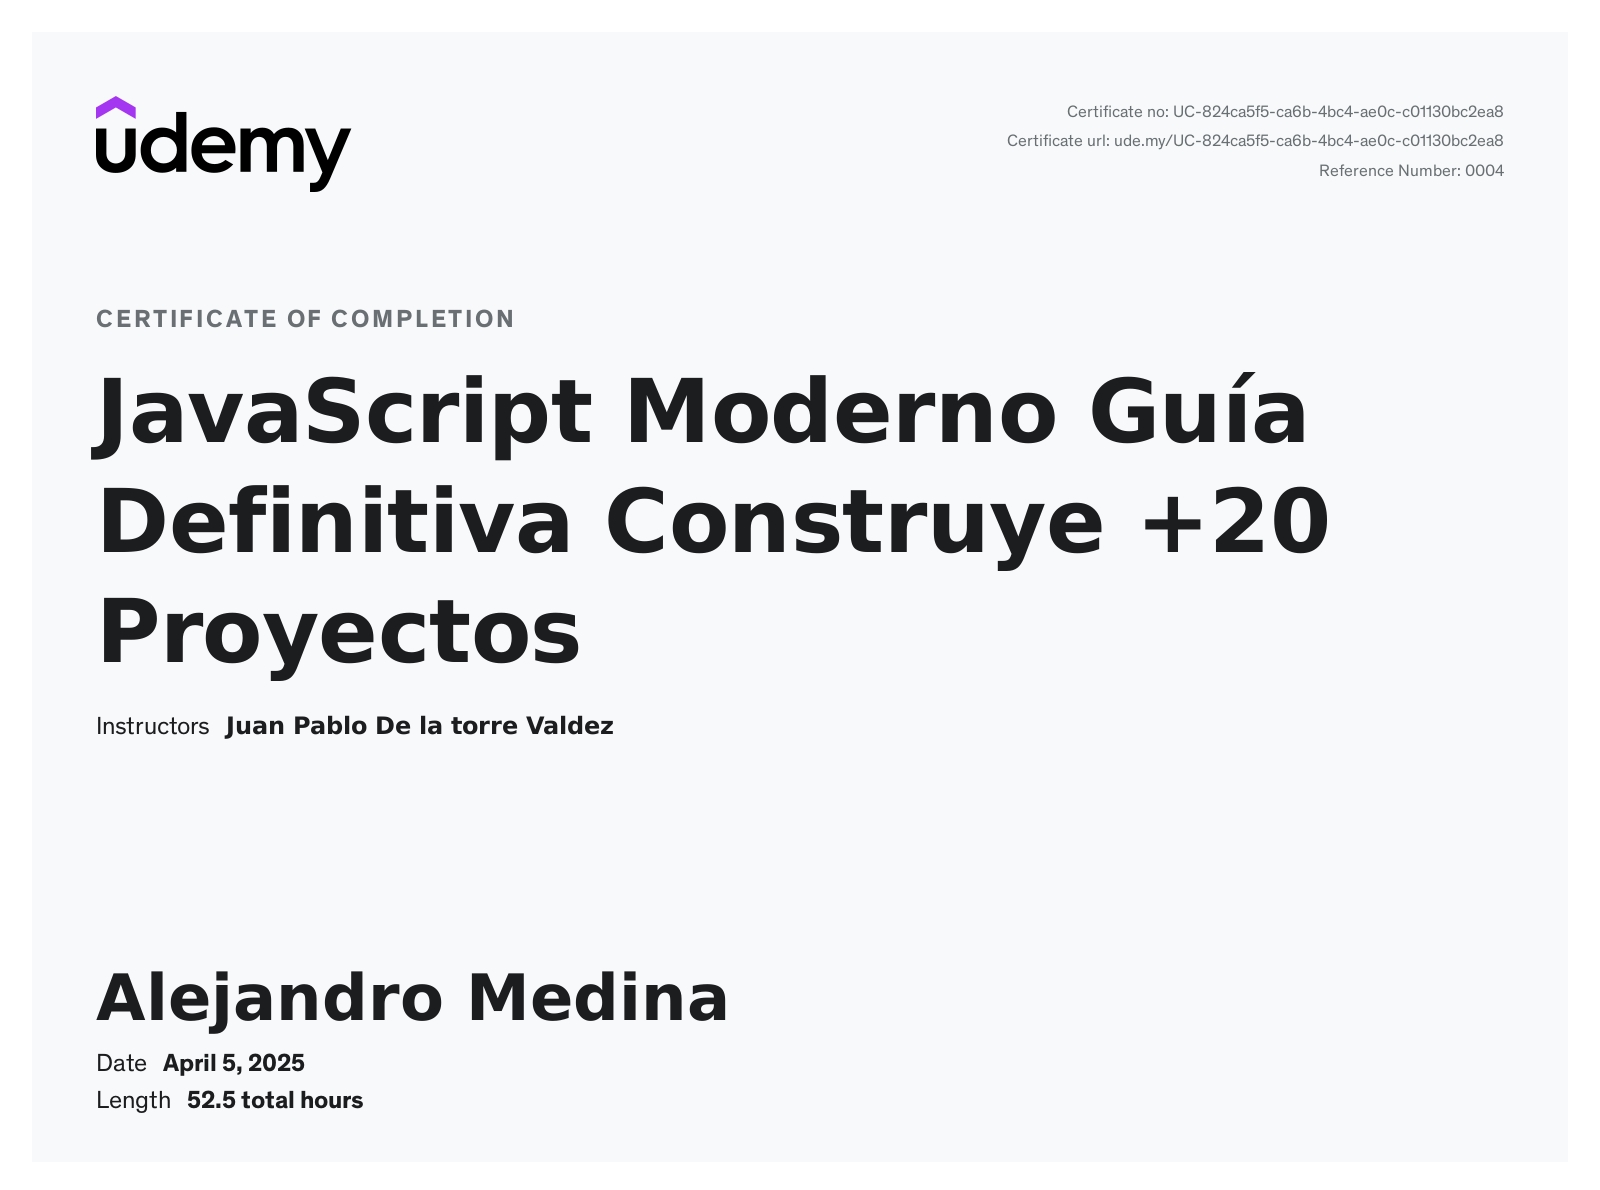 udemy
Certificate no: UC-824ca5f5-ca6b-4bc4-ae0c-c01130bc2ea8
Certificate url: ude.my/UC-824ca5f5-ca6b-4bc4-ae0c-c01130bc2ea8
Reference Number: 0004
CERTIFICATE OF COMPLETION
JavaScript Moderno Guía
Definitiva Construye +20
Proyectos
Instructors Juan Pablo De la torre Valdez
Alejandro Medina
Date April 5, 2025
Length 52.5 total hours